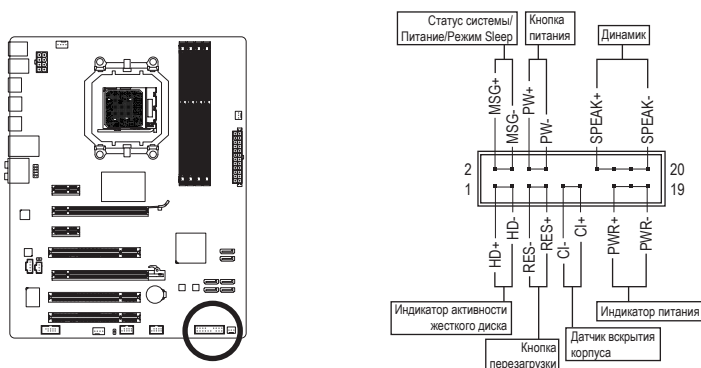 Статус системы/
Питание/Режим Sleep
Кнопка
питания
Динамик
MSG+
MSG-
PW+
PW-
SPEAK+
SPEAK-
2
20
1
19
HD+
HD-
RES-
RES+
CI-
CI+
PWR+
PWR-
Индикатор активности
жесткого диска
Индикатор питания
Кнопка
перезагрузки
Датчик вскрытия
корпуса